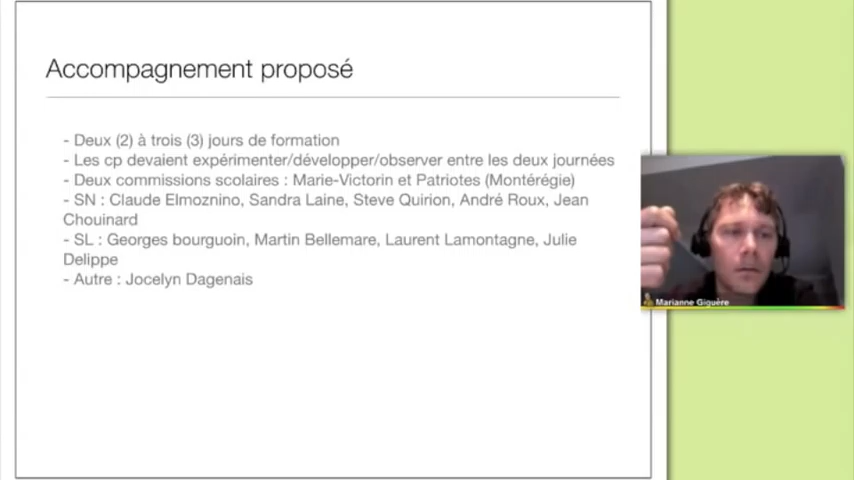 Accompagnement proposé
- Deux (2) à trois (3) jours de formation
- Les cp devaient expérimenter/développer/observer entre les deux journées
- Deux commissions scolaires : Marie-Victorin et Patriotes (Montérégie)
- SN : Claude Elmoznino, Sandra Laine, Steve Quirion, André Roux, Jean
Chouinard
- SL : Georges bourguoin, Martin Bellemare, Laurent Lamontagne, Julie
Delippe
- Autre : Jocelyn Dagenais
Marianne Giguère